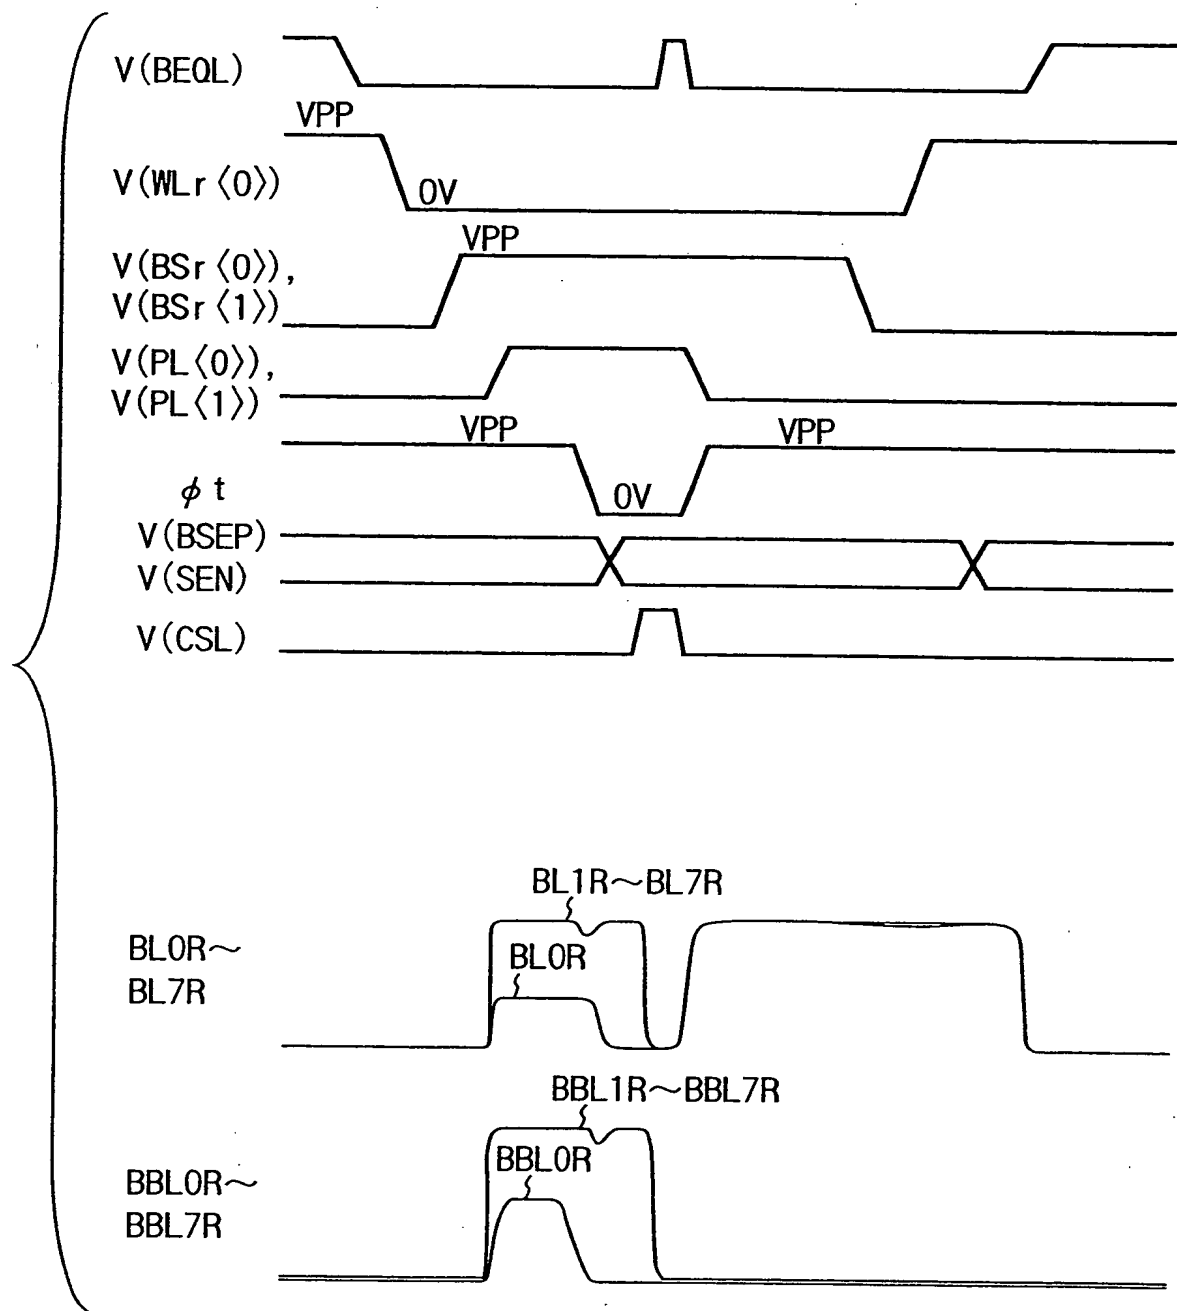 V(BEQL)
VPP
V(WLr〈0〉)
0V
VPP
V(BSr〈0〉),
V(BSr〈1〉)
V(PL〈0〉),
V(PL〈1〉)
VPP
VPP
φt
0V
V(BSEP)
V(SEN)
V(CSL)
BL1R～BL7R
BL0R～
BL7R
BL0R
BBL1R～BBL7R
BBL0R
BBL0R～
BBL7R